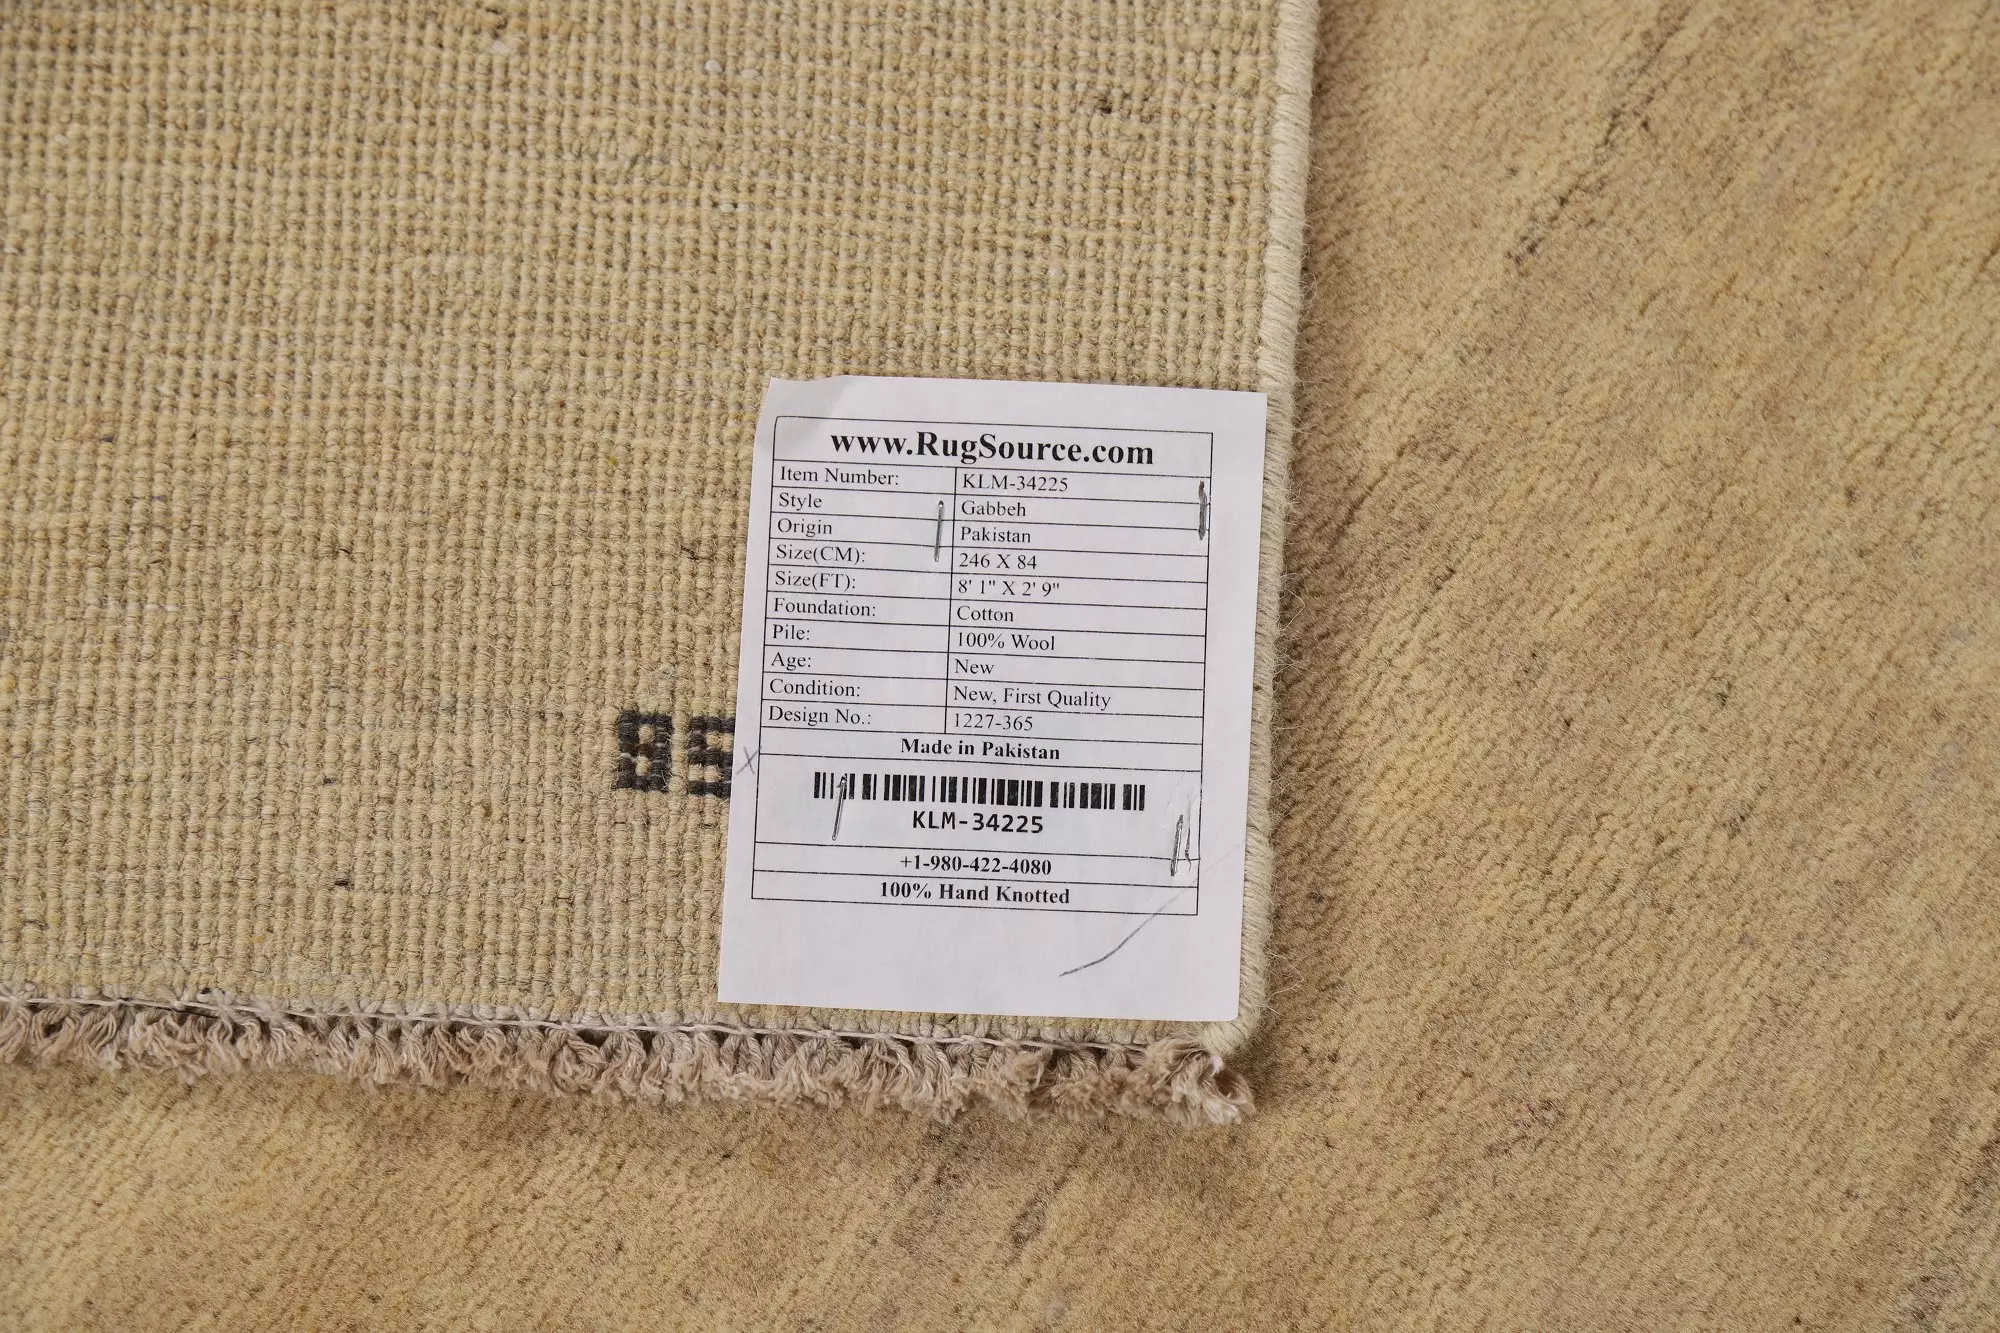 www.RugSource.com
Item Number: KLM-34225
Style Gabbeh
Origin Pakistan
Size(CM): 246 X 84
Size(FT): 8' 1" X 2' 9"
Foundation: Cotton
Pile: 100% Wool
Age: New
Condition: New, First Quality
Design No.: 1227-365
Made in Pakistan
KLM-34225
+1-980-422-4080
100% Hand Knotted